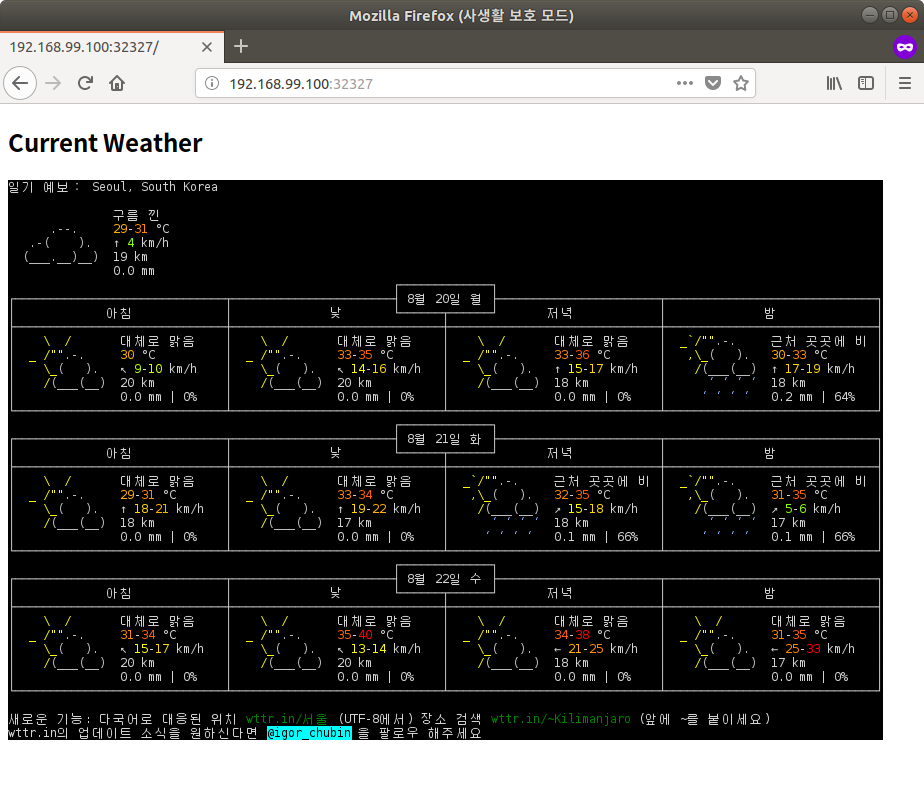 Mozilla Firefox (사생활 보호 모드)
192.168.99.100:32327/
192.168.99.100:32327
Current Weather
일기 예보: Seoul, South Korea
구름 낀
29-31 °C
↑ 4 km/h
19 km
0.0 mm
8월 20일 월
아침 낮 저녁 밤
대체로 맑음 대체로 맑음 대체로 맑음 근처 곳곳에 비
30 °C 33-35 °C 33-36 °C 30-33 °C
↖ 9-10 km/h ↖ 14-16 km/h ↑ 15-17 km/h ↑ 17-19 km/h
20 km 20 km 18 km 18 km
0.0 mm | 0% 0.0 mm | 0% 0.0 mm | 0% 0.2 mm | 64%
8월 21일 화
아침 낮 저녁 밤
대체로 맑음 대체로 맑음 근처 곳곳에 비 근처 곳곳에 비
29-31 °C 33-34 °C 32-35 °C 31-35 °C
↑ 18-21 km/h ↑ 19-22 km/h ↗ 15-18 km/h ↗ 5-6 km/h
18 km 17 km 18 km 17 km
0.0 mm | 0% 0.0 mm | 0% 0.1 mm | 66% 0.1 mm | 66%
8월 22일 수
아침 낮 저녁 밤
대체로 맑음 대체로 맑음 대체로 맑음 대체로 맑음
31-34 °C 35-40 °C 34-38 °C 31-35 °C
↖ 15-17 km/h ↖ 13-14 km/h ← 21-25 km/h ← 25-33 km/h
20 km 20 km 18 km 17 km
0.0 mm | 0% 0.0 mm | 0% 0.0 mm | 0% 0.0 mm | 0%
새로운 기능: 다국어로 대응된 위치 wttr.in/서울 (UTF-8에서) 장소 검색 wttr.in/~Kilimanjaro (앞에 ~를 붙이세요)
wttr.in의 업데이트 소식을 원하신다면 @igor_chubin 을 팔로우 해주세요